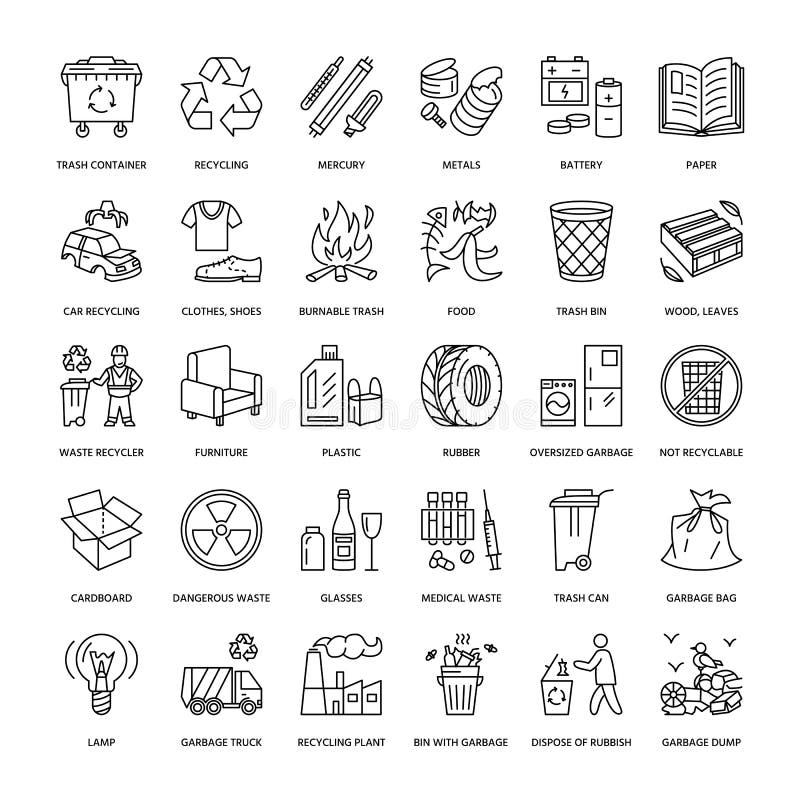 TRASH CONTAINER RECYCLING MERCURY METALS BATTERY PAPER
CAR RECYCLING CLOTHES, SHOES BURNABLE TRASH FOOD TRASH BIN WOOD, LEAVES
WASTE RECYCLER FURNITURE PLASTIC RUBBER OVERSIZED GARBAGE NOT RECYCLABLE
CARDBOARD DANGEROUS WASTE GLASSES MEDICAL WASTE TRASH CAN GARBAGE BAG
LAMP GARBAGE TRUCK RECYCLING PLANT BIN WITH GARBAGE DISPOSE OF RUBBISH GARBAGE DUMP